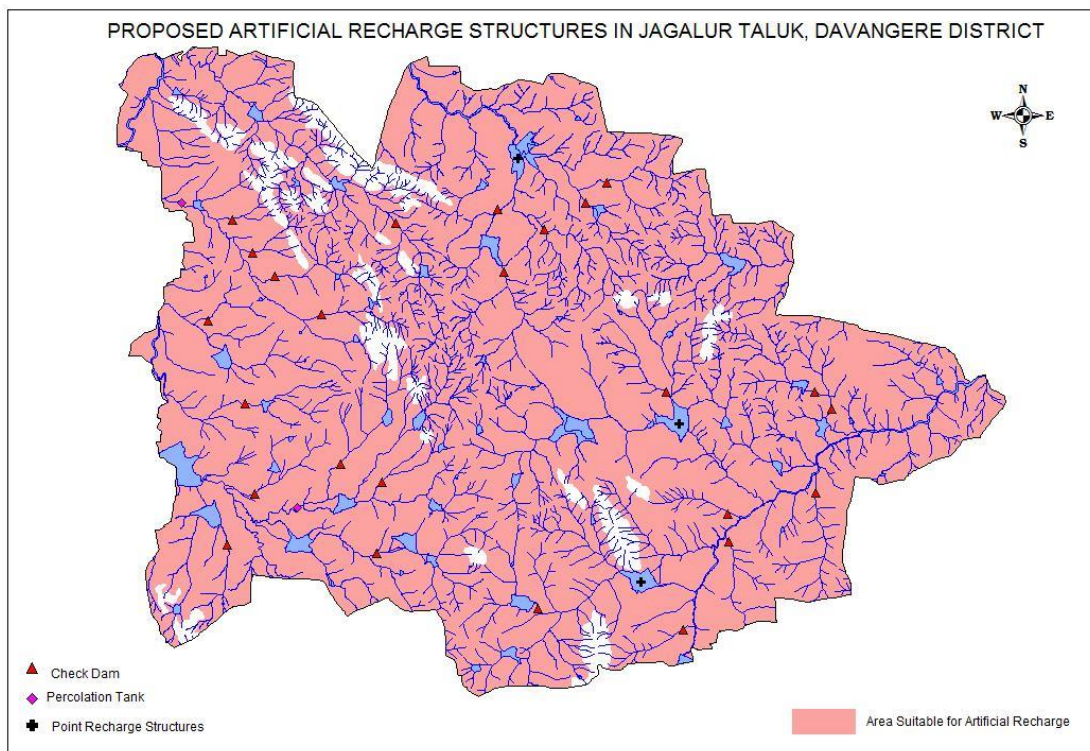 PROPOSED ARTIFICIAL RECHARGE STRUCTURES IN JAGALUR TALUK, DAVANGERE DISTRICT
N
W E
S
Check Dam
Percolation Tank
Point Recharge Structures
Area Suitable for Artificial Recharge